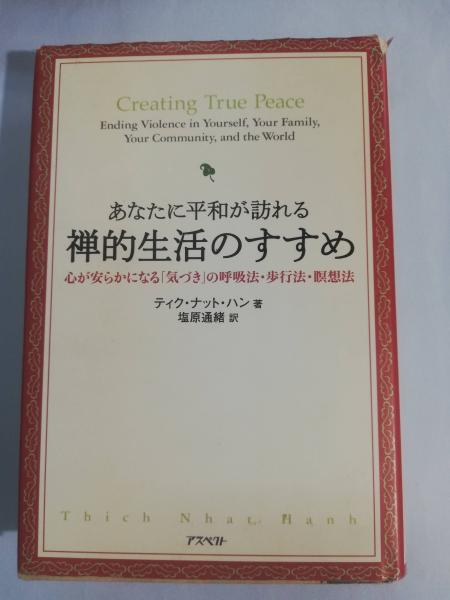 Creating True Peace
Ending Violence in Yourself, Your Family,
Your Community, and the World
あなたに平和が訪れる
禅的生活のすすめ
心が安らかになる「気づき」の呼吸法・歩行法・瞑想法
ティク・ナット・ハン 著
塩原通緒 訳
Thich Nhat Hanh
アスペクト